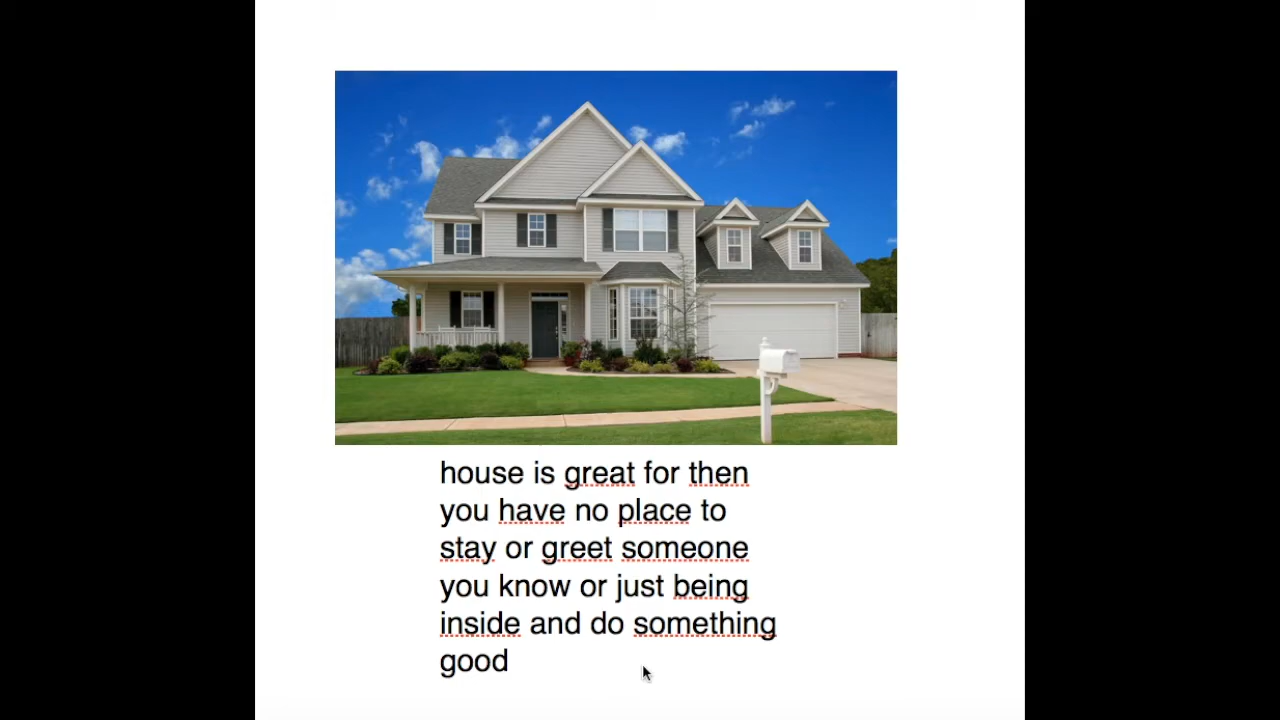 house is great for then
you have no place to
stay or greet someone
you know or just being
inside and do something
good